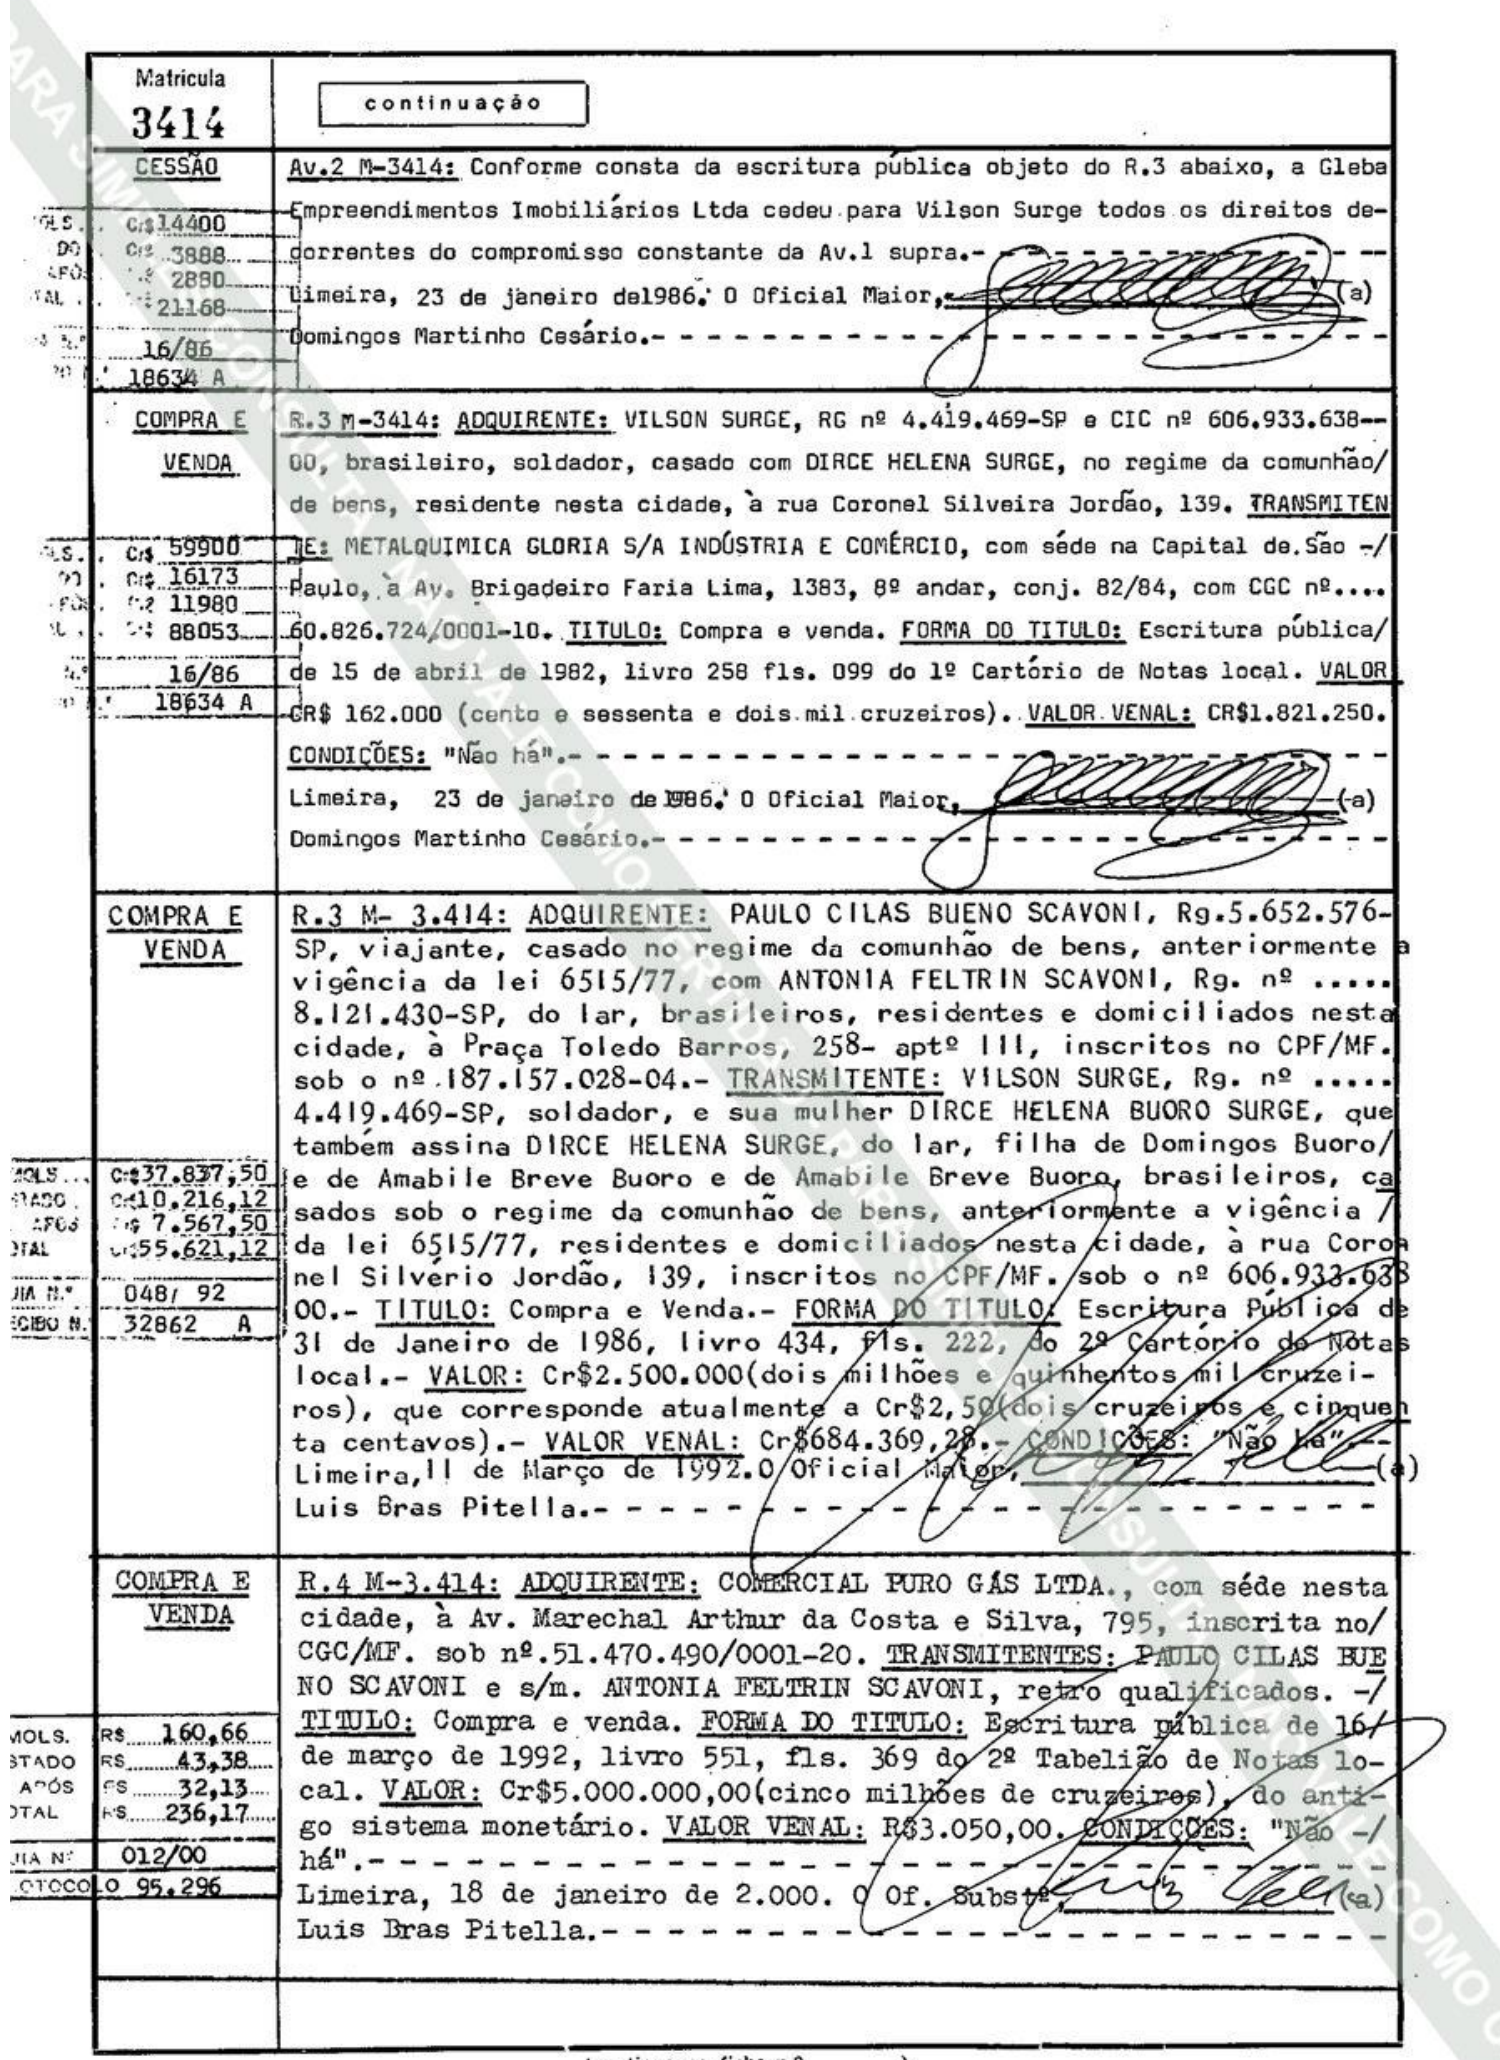 Matrícula
3414
continuação
CESSÃO
Av.2 M-3414: Conforme consta da escritura pública objeto do R.3 abaixo, a Gleba
Empreendimentos Imobiliários Ltda cedeu para Vilson Surge todos os direitos de-
dorrentes do compromisso constante da Av.1 supra.- - - - - - - - - - - - - - - -
Limeira, 23 de janeiro de1986. O Oficial Maior, (a)
Domingos Martinho Cesário.- - - - - - - - - - - - - - - - - - - - - - - -
Cr$ 14400
Cr$ 3888
2880
21168
16/86
18634 A
COMPRA E
VENDA
R.3 M-3414: ADQUIRENTE: VILSON SURGE, RG nº 4.419.469-SP e CIC nº 606.933.638--
00, brasileiro, soldador, casado com DIRCE HELENA SURGE, no regime da comunhão/
de bens, residente nesta cidade, à rua Coronel Silveira Jordão, 139. TRANSMITEN
TE: METALQUIMICA GLORIA S/A INDÚSTRIA E COMÉRCIO, com séde na Capital de São -/
Paulo, à Av. Brigadeiro Faria Lima, 1383, 8º andar, conj. 82/84, com CGC nº....
60.826.724/0001-10. TITULO: Compra e venda. FORMA DO TITULO: Escritura pública/
de 15 de abril de 1982, livro 258 fls. 099 do 1º Cartório de Notas local. VALOR
CR$ 162.000 (cento e sessenta e dois mil cruzeiros). VALOR VENAL: CR$1.821.250.
CONDIÇÕES: "Não há".- - - - - - - - - - - - - - - - - - - - - - - - - - -
Limeira, 23 de janeiro de 1986. O Oficial Maior, (a)
Domingos Martinho Cesário.- - - - - - - - - - - - - - - - - - - - - - - -
Cr$ 59900
Cr$ 16173
11980
88053
16/86
18634 A
COMPRA E
VENDA
R.3 M- 3.414: ADQUIRENTE: PAULO CILAS BUENO SCAVONI, Rg.5.652.576-
SP, viajante, casado no regime da comunhão de bens, anteriormente a
vigência da lei 6515/77, com ANTONIA FELTRIN SCAVONI, Rg. nº .....
8.121.430-SP, do lar, brasileiros, residentes e domiciliados nesta
cidade, à Praça Toledo Barros, 258- aptº 111, inscritos no CPF/MF.
sob o nº 187.157.028-04.- TRANSMITENTE: VILSON SURGE, Rg. nº .....
4.419.469-SP, soldador, e sua mulher DIRCE HELENA BUORO SURGE, que
também assina DIRCE HELENA SURGE, do lar, filha de Domingos Buoro/
e de Amabile Breve Buoro e de Amabile Breve Buoro, brasileiros, ca
sados sob o regime da comunhão de bens, anteriormente a vigência /
da lei 6515/77, residentes e domiciliados nesta cidade, à rua Coro
nel Silvério Jordão, 139, inscritos no CPF/MF. sob o nº 606.933.638
00.- TITULO: Compra e Venda.- FORMA DO TITULO: Escritura Pública de
31 de Janeiro de 1986, livro 434, fls. 222, do 2º Cartório de Notas
local.- VALOR: Cr$2.500.000(dois milhões e quinhentos mil cruzei-
ros), que corresponde atualmente a Cr$2,50(dois cruzeiros e cinquen
ta centavos).- VALOR VENAL: Cr$684.369,28.- CONDIÇÕES: "Não há".--
Limeira,11 de Março de 1992.O Oficial Maior, (a)
Luis Bras Pitella.- - - - - - - - - - - - - - - - - - - - - - -
Cr$37.837,50
Cr$10.216,12
7.567,50
TOTAL Cr$55.621,12
048/ 92
32862 A
COMPRA E
VENDA
R.4 M-3.414: ADQUIRENTE: COMERCIAL PURO GÁS LTDA., com séde nesta
cidade, à Av. Marechal Arthur da Costa e Silva, 795, inscrita no/
CGC/MF. sob nº.51.470.490/0001-20. TRANSMITENTES: PAULO CILAS BUE
NO SCAVONI e s/m. ANTONIA FELTRIN SCAVONI, retro qualificados. -/
TITULO: Compra e venda. FORMA DO TITULO: Escritura pública de 16/
de março de 1992, livro 551, fls. 369 do 2º Tabelião de Notas lo-
cal. VALOR: Cr$5.000.000,00(cinco milhões de cruzeiros), do anti-
go sistema monetário. VALOR VENAL: R$3.050,00. CONDIÇÕES: "Não -/
há".- - - - - - - - - - - - - - - - - - - - - - - - - - - - - -
Limeira, 18 de janeiro de 2.000. O Of. Substº, (a)
Luis Bras Pitella.- - - - - - - - - - - - - - - - - - - - - - -
MOLS. R$ 160,66
STADO R$ 43,38
APÓS 32,13
OTAL R$ 236,17
UIA Nº 012/00
OTOCOLO 95.296
PARA SIMPLES CONSULTA - NÃO VALE COMO CERTIDÃO - PARA SIMPLES CONSULTA - NÃO VALE COMO